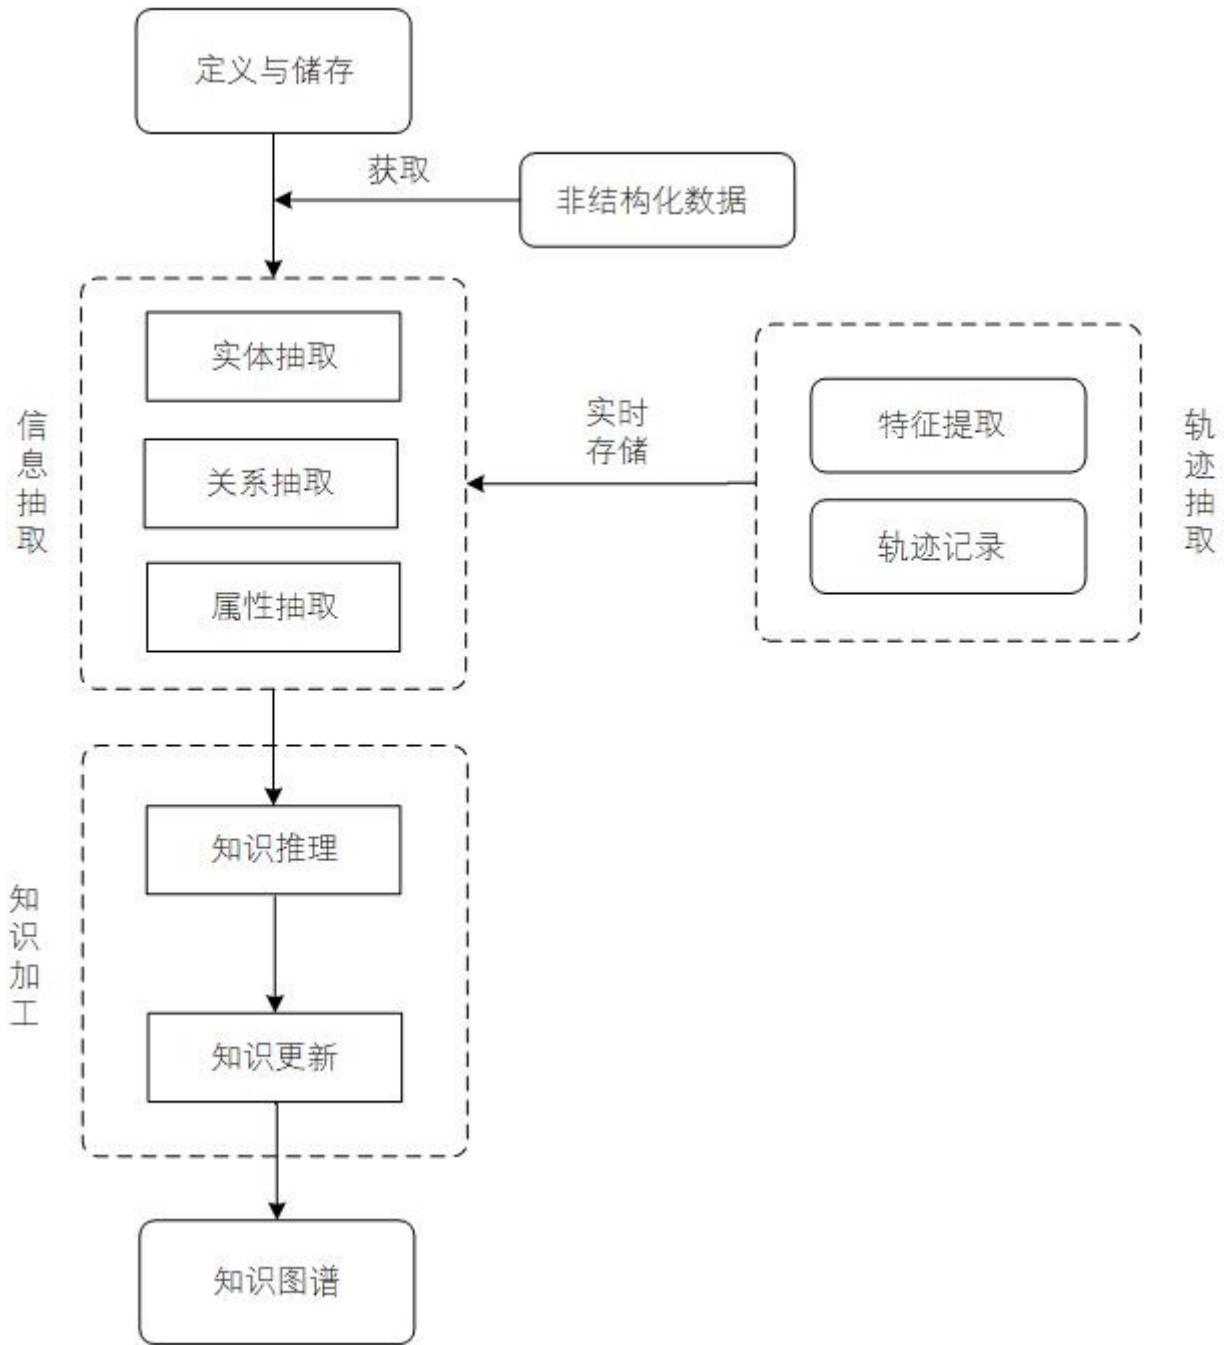 定义与储存
获取
非结构化数据
信息抽取
实体抽取
关系抽取
属性抽取
实时
存储
特征提取
轨迹记录
轨迹抽取
知识加工
知识推理
知识更新
知识图谱